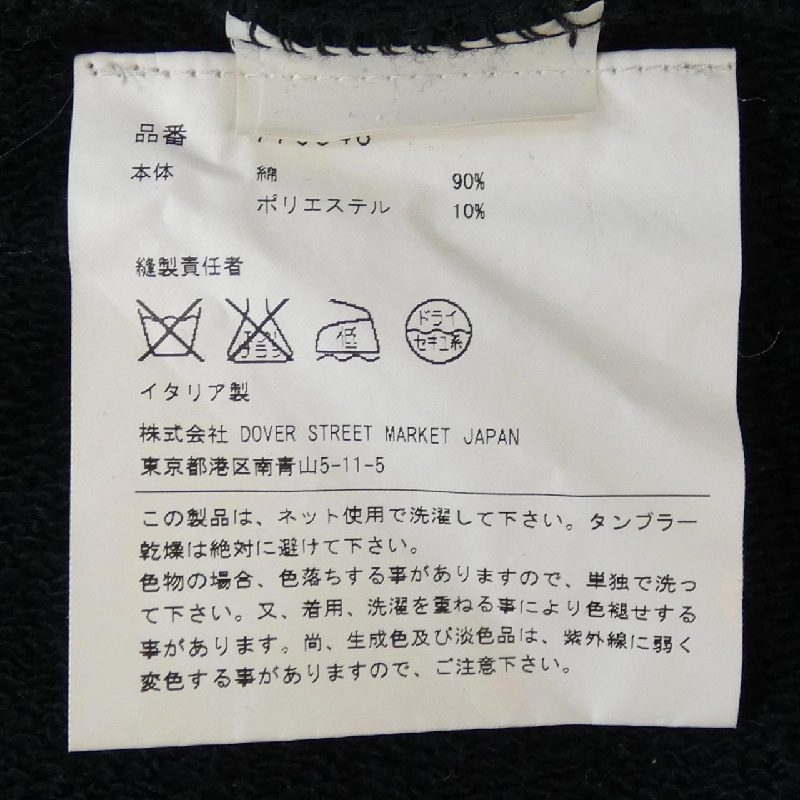 品番
本体 綿 90%
ポリエステル 10%
縫製責任者
低 ドライ
セキユ系
イタリア製
株式会社 DOVER STREET MARKET JAPAN
東京都港区南青山5-11-5
この製品は、ネット使用で洗濯して下さい。タンブラー
乾燥は絶対に避けて下さい。
色物の場合、色落ちする事がありますので、単独で洗っ
て下さい。又、着用、洗濯を重ねる事により色褪せする
事があります。尚、生成色及び淡色品は、紫外線に弱く
変色する事がありますので、ご注意下さい。